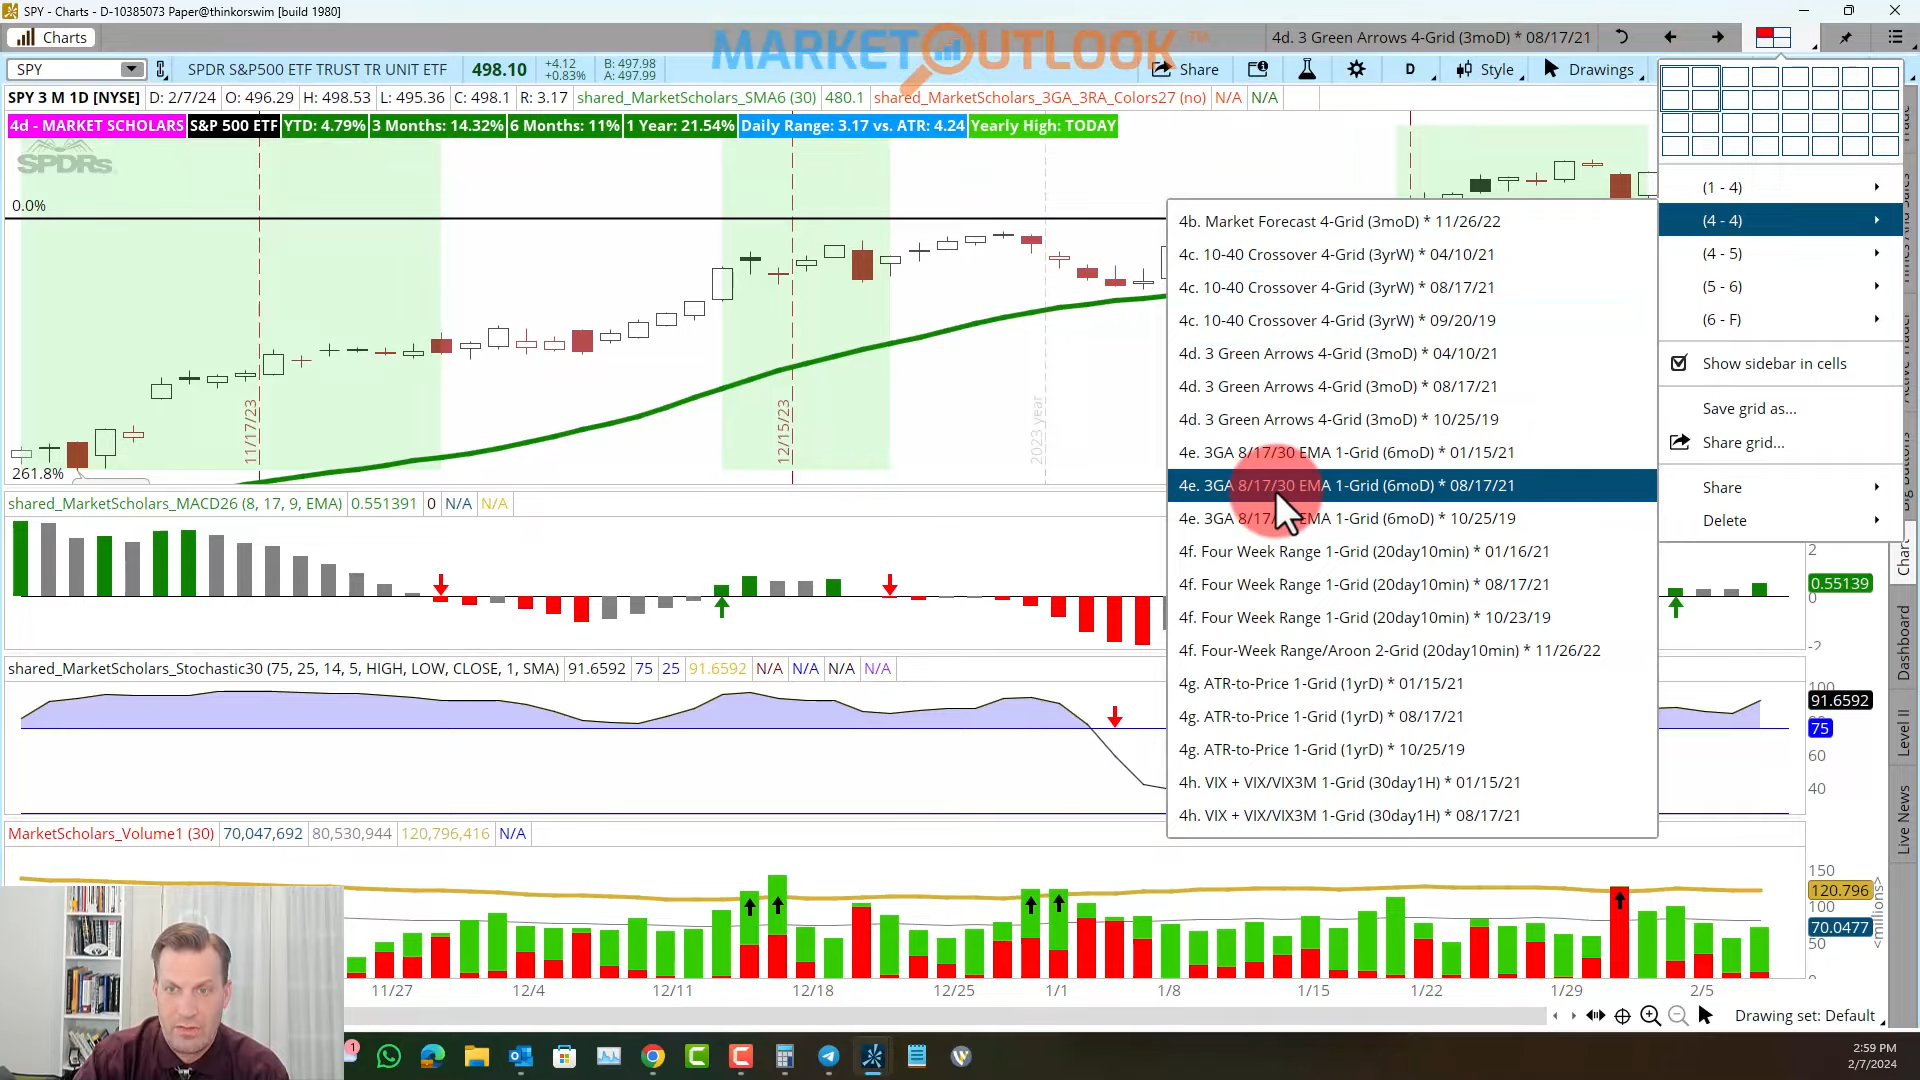 SPY - Charts - D-10385073 Paper@thinkorswim [build 1980]
Charts
MARKETOUTLOOK TM
4d. 3 Green Arrows 4-Grid (3moD) * 08/17/21
SPY
SPDR S&P500 ETF TRUST TR UNIT ETF
498.10
+4.12
+0.83%
B: 497.98
A: 497.99
Share
D
Style
Drawings
SPY 3 M 1D [NYSE] D: 2/7/24 O: 496.29 H: 498.53 L: 495.36 C: 498.1 R: 3.17 shared_MarketScholars_SMA6 (30) 480.1 shared_MarketScholars_3GA_3RA_Colors27 (no) N/A N/A
4d - MARKET SCHOLARS S&P 500 ETF YTD: 4.79% 3 Months: 14.32% 6 Months: 11% 1 Year: 21.54% Daily Range: 3.17 vs. ATR: 4.24 Yearly High: TODAY
SPDRs
0.0%
261.8%
11/17/23
12/15/23
2023 year
(1 - 4)
(4 - 4)
(4 - 5)
(5 - 6)
(6 - F)
Show sidebar in cells
Save grid as...
Share grid...
Share
Delete
4b. Market Forecast 4-Grid (3moD) * 11/26/22
4c. 10-40 Crossover 4-Grid (3yrW) * 04/10/21
4c. 10-40 Crossover 4-Grid (3yrW) * 08/17/21
4c. 10-40 Crossover 4-Grid (3yrW) * 09/20/19
4d. 3 Green Arrows 4-Grid (3moD) * 04/10/21
4d. 3 Green Arrows 4-Grid (3moD) * 08/17/21
4d. 3 Green Arrows 4-Grid (3moD) * 10/25/19
4e. 3GA 8/17/30 EMA 1-Grid (6moD) * 01/15/21
4e. 3GA 8/17/30 EMA 1-Grid (6moD) * 08/17/21
4e. 3GA 8/17/ EMA 1-Grid (6moD) * 10/25/19
4f. Four Week Range 1-Grid (20day10min) * 01/16/21
4f. Four Week Range 1-Grid (20day10min) * 08/17/21
4f. Four Week Range 1-Grid (20day10min) * 10/23/19
4f. Four-Week Range/Aroon 2-Grid (20day10min) * 11/26/22
4g. ATR-to-Price 1-Grid (1yrD) * 01/15/21
4g. ATR-to-Price 1-Grid (1yrD) * 08/17/21
4g. ATR-to-Price 1-Grid (1yrD) * 10/25/19
4h. VIX + VIX/VIX3M 1-Grid (30day1H) * 01/15/21
4h. VIX + VIX/VIX3M 1-Grid (30day1H) * 08/17/21
shared_MarketScholars_MACD26 (8, 17, 9, EMA) 0.551391 0 N/A N/A
2
0.55139
0
-2
shared_MarketScholars_Stochastic30 (75, 25, 14, 5, HIGH, LOW, CLOSE, 1, SMA) 91.6592 75 25 91.6592 N/A N/A N/A N/A
100
91.6592
75
60
40
MarketScholars_Volume1 (30) 70,047,692 80,530,944 120,796,416 N/A
150
120.796
100
70.0477
50
<millions>
11/27 12/4 12/11 12/18 12/25 1/1 1/8 1/15 1/22 1/29 2/5
Drawing set: Default
Chart
Dashboard
Level II
Live News
1
2:59 PM
2/7/2024